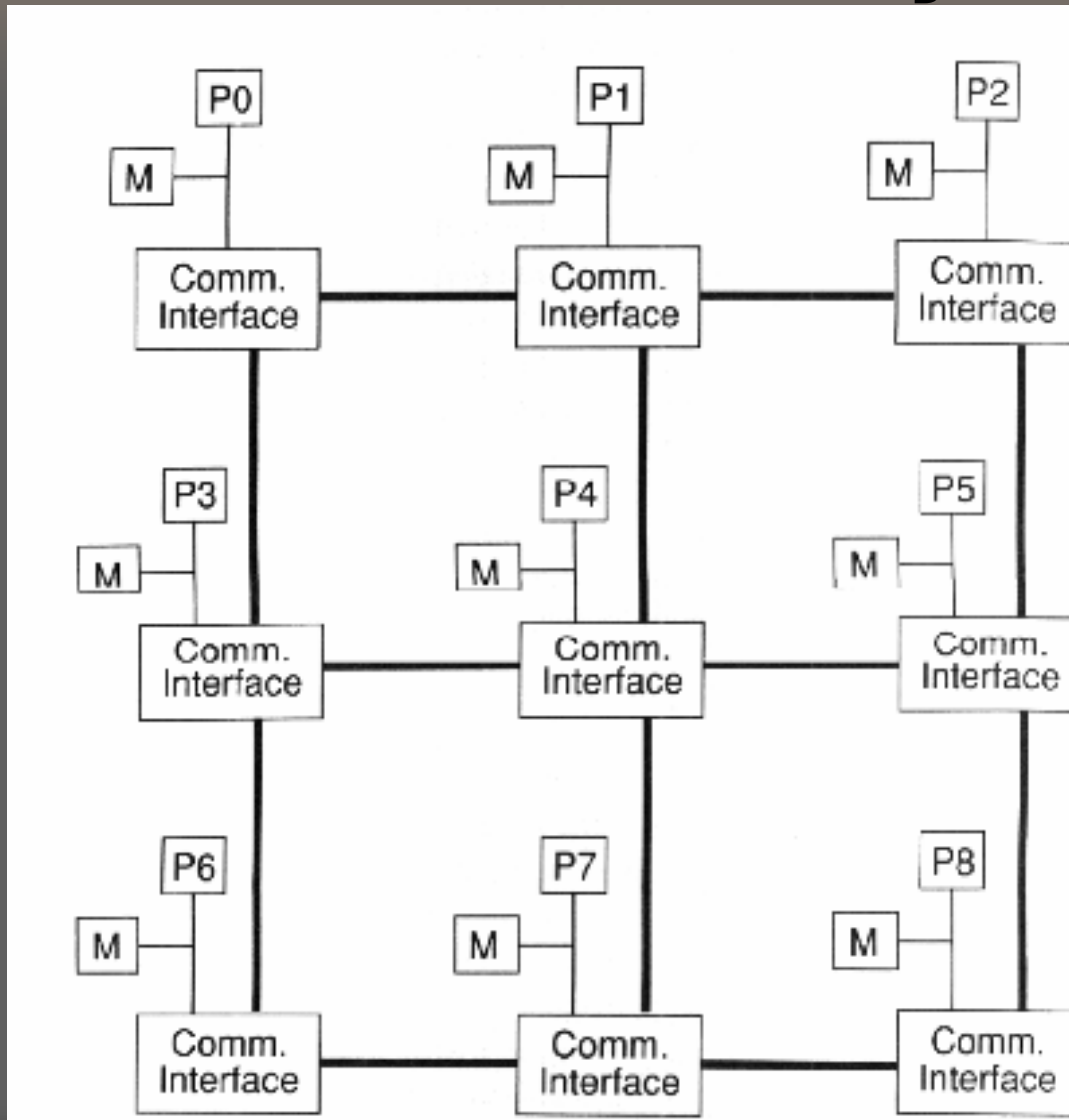 P0
P1
P2
M
M
M
Comm.
Interface
Comm.
Interface
Comm.
Interface
P3
P4
P5
M
M
M
Comm.
Interface
Comm.
Interface
Comm.
Interface
P6
P7
P8
M
M
M
Comm.
Interface
Comm.
Interface
Comm.
Interface